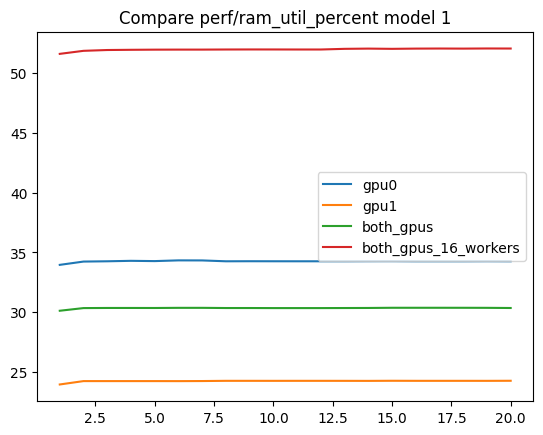 Compare perf/ram_util_percent model 1
50
45
40
35
30
25
gpu0
gpu1
both_gpus
both_gpus_16_workers
2.5 5.0 7.5 10.0 12.5 15.0 17.5 20.0